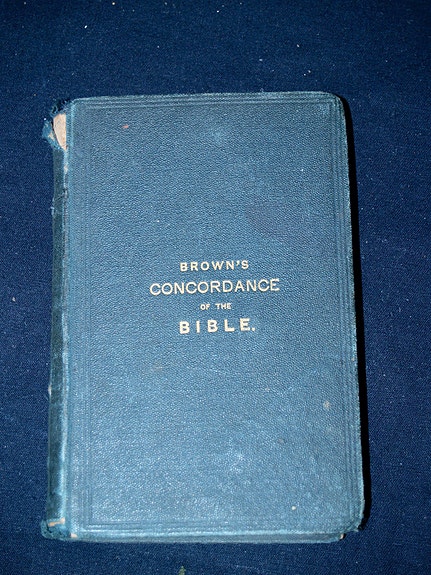 BROWN'S
CONCORDANCE
OF THE
BIBLE.